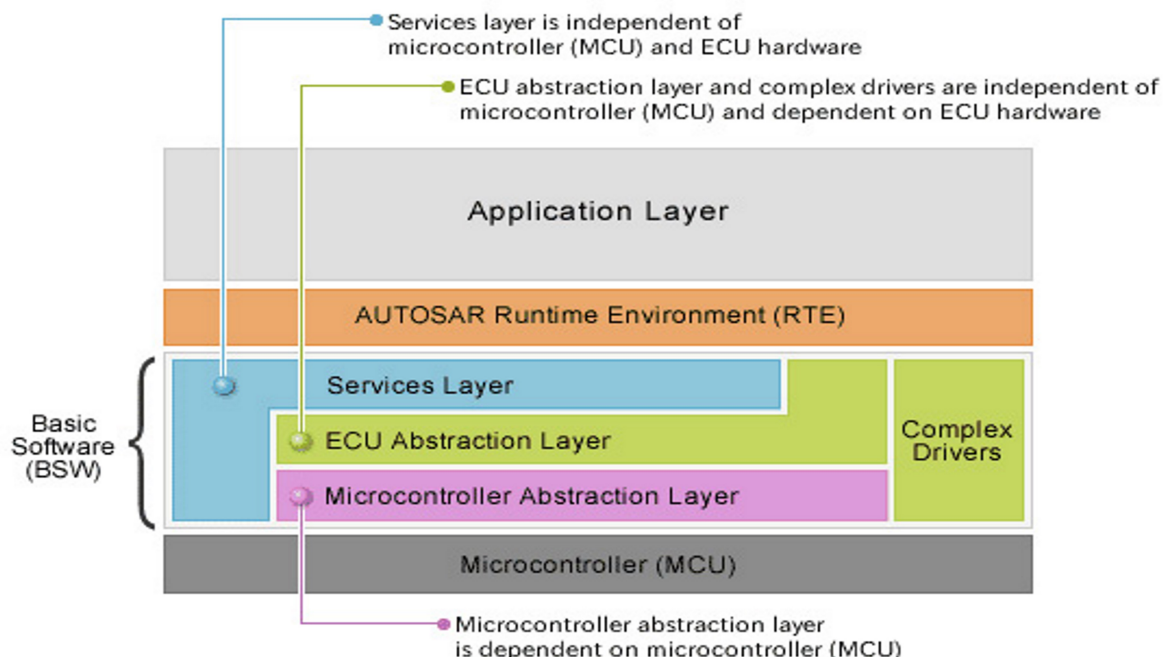 Services layer is independent of
microcontroller (MCU) and ECU hardware
ECU abstraction layer and complex drivers are independent of
microcontroller (MCU) and dependent on ECU hardware
Application Layer
AUTOSAR Runtime Environment (RTE)
Basic
Software
(BSW)
Services Layer
ECU Abstraction Layer
Microcontroller Abstraction Layer
Complex
Drivers
Microcontroller (MCU)
Microcontroller abstraction layer
is dependent on microcontroller (MCU)